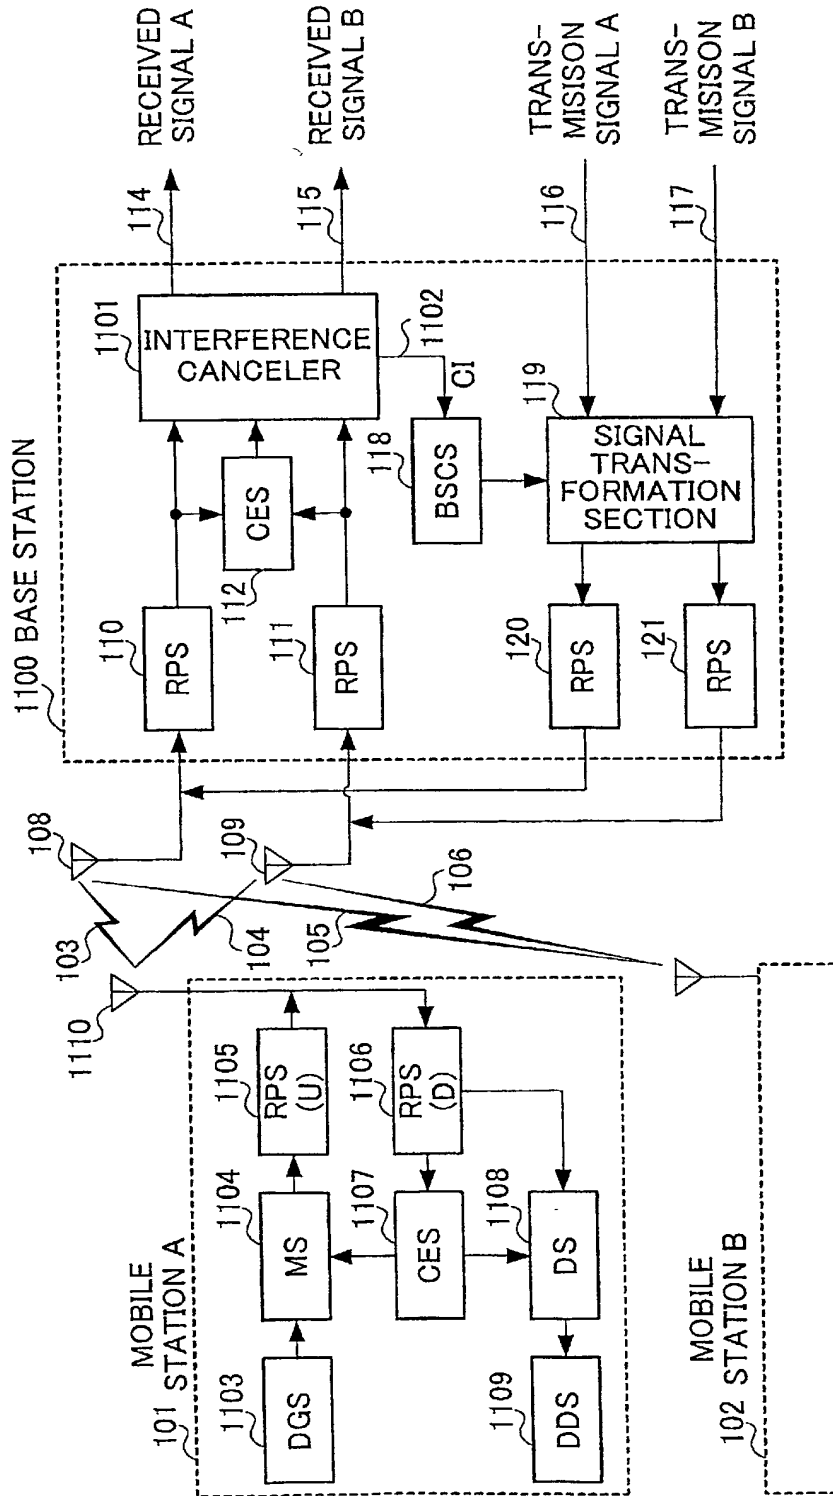 RECEIVED
SIGNAL A
RECEIVED
SIGNAL B
TRANS-
MISISON
SIGNAL A
TRANS-
MISISON
SIGNAL B
114
115
116
117
1100 BASE STATION
1101
INTERFERENCE
CANCELER
1102
CI
118
BSCS
119
SIGNAL
TRANS-
FORMATION
SECTION
CES
112
110
RPS
111
RPS
120
RPS
121
RPS
108
109
103
104
105
106
1110
MOBILE
101 STATION A
1105
RPS
(U)
1106
RPS
(D)
1104
MS
1107
CES
1108
DS
1103
DGS
1109
DDS
MOBILE
102 STATION B